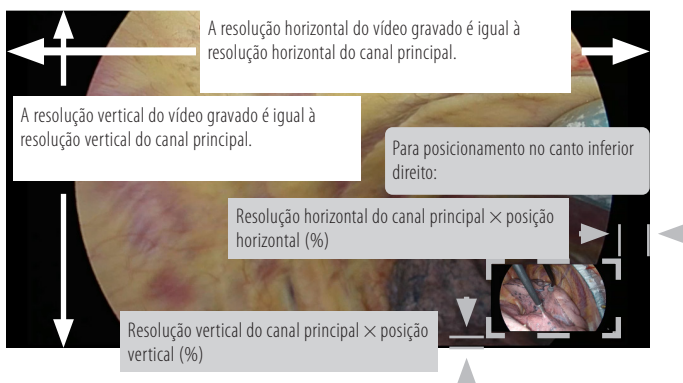 A resolução horizontal do vídeo gravado é igual à
resolução horizontal do canal principal.
A resolução vertical do vídeo gravado é igual à
resolução vertical do canal principal.
Para posicionamento no canto inferior
direito:
Resolução horizontal do canal principal × posição
horizontal (%)
Resolução vertical do canal principal × posição
vertical (%)